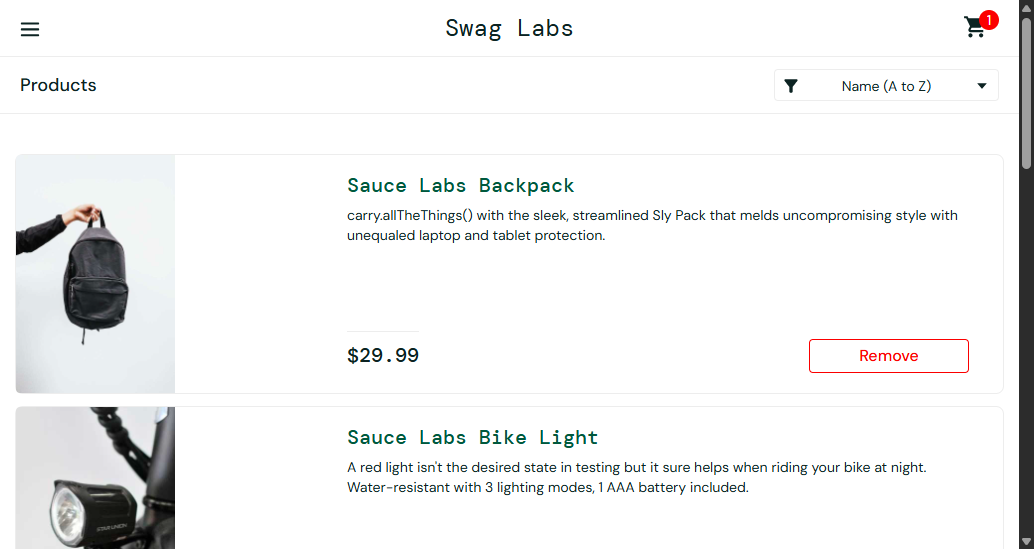 Swag Labs
1
Products
Name (A to Z)
Sauce Labs Backpack
carry.allTheThings() with the sleek, streamlined Sly Pack that melds uncompromising style with
unequaled laptop and tablet protection.
$29.99
Remove
Sauce Labs Bike Light
A red light isn't the desired state in testing but it sure helps when riding your bike at night.
Water-resistant with 3 lighting modes, 1 AAA battery included.